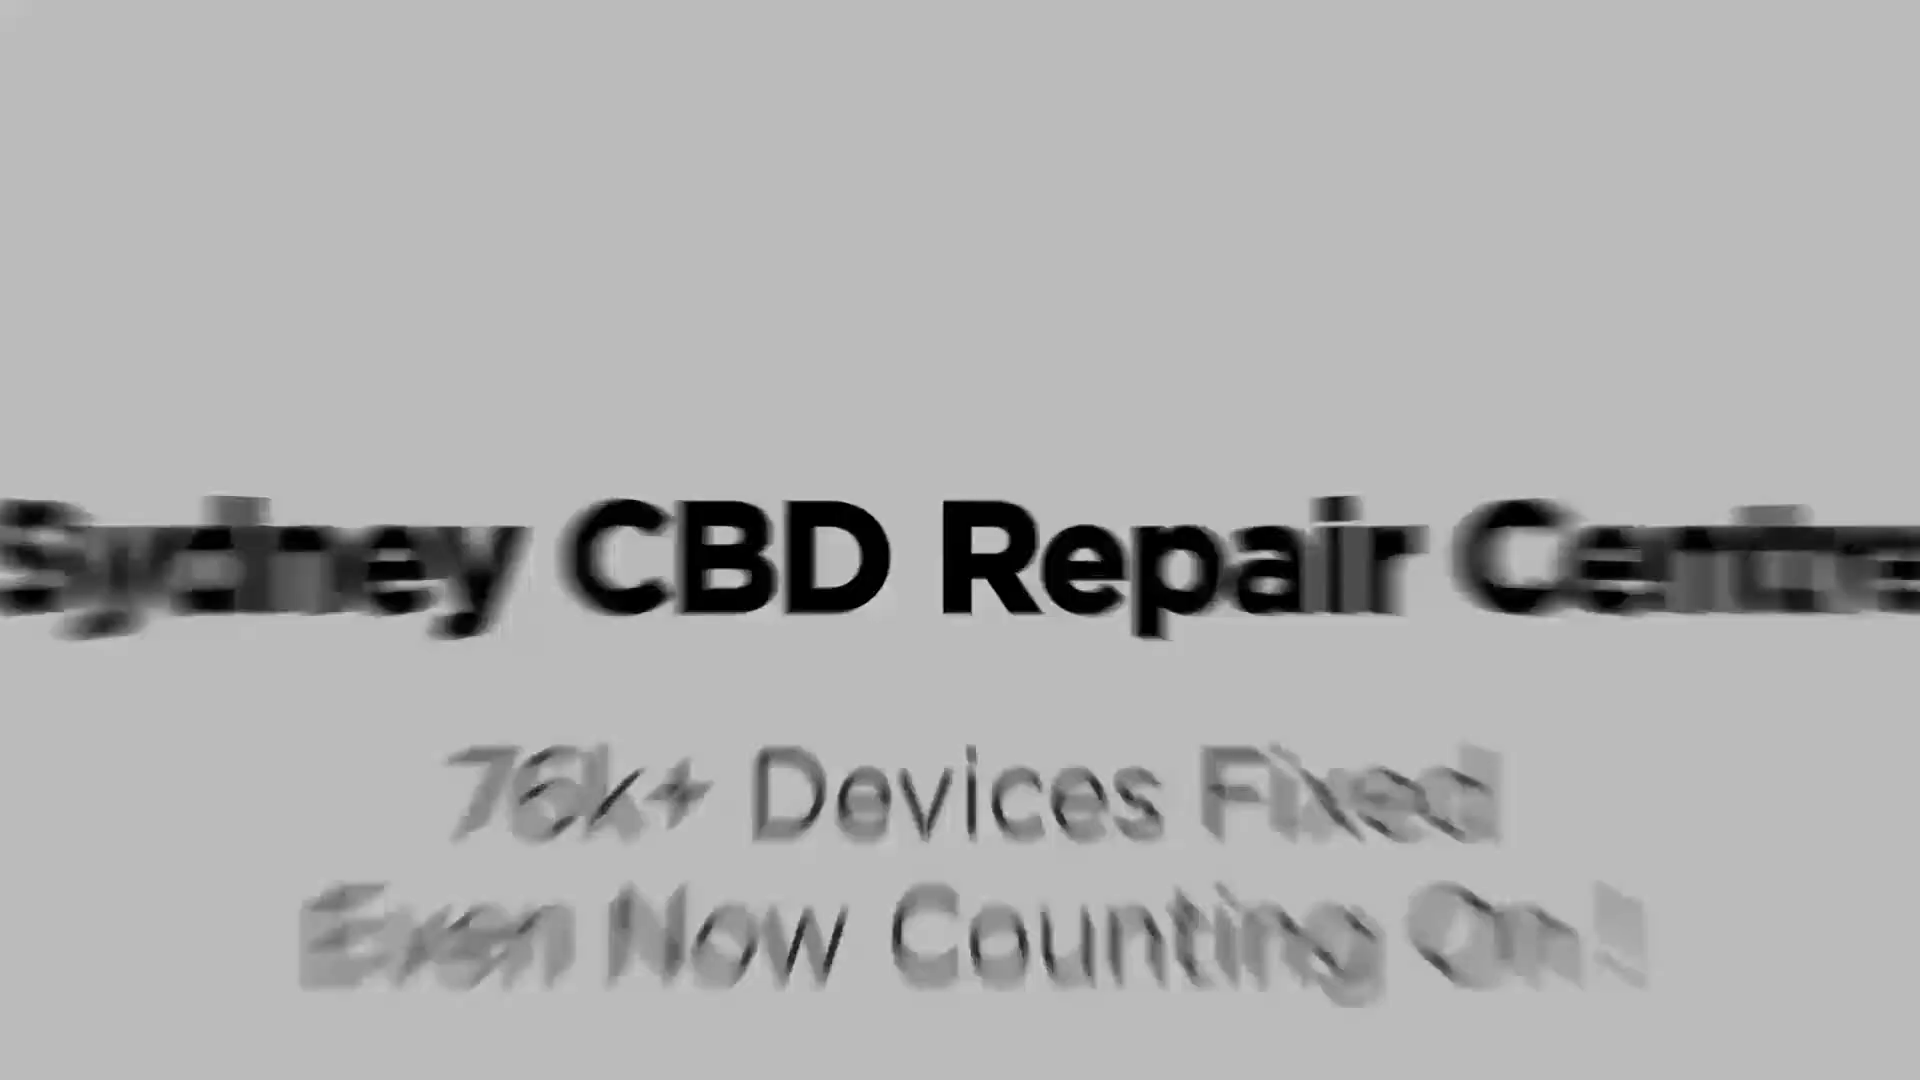 Sydney CBD Repair Centre
76k+ Devices Fixed
Even Now Counting On!!